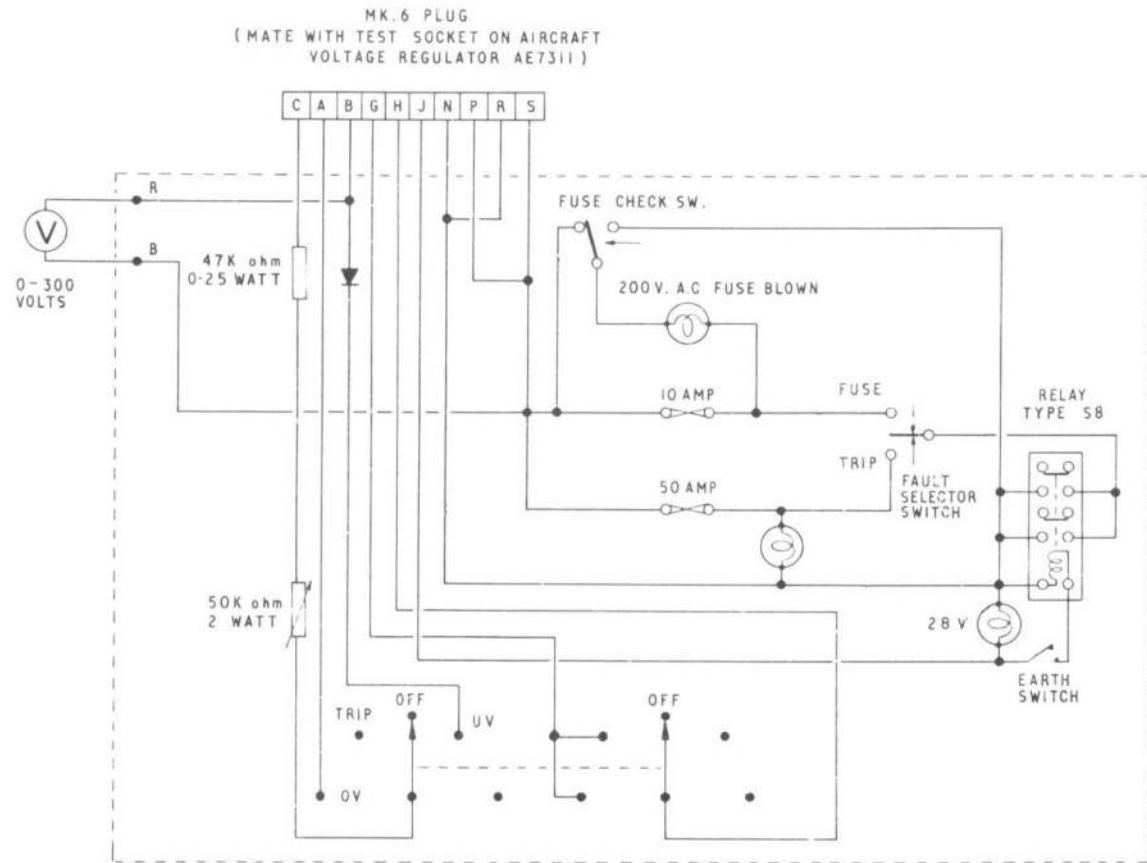 MK.6 PLUG
(MATE WITH TEST SOCKET ON AIRCRAFT
VOLTAGE REGULATOR AE7311)
C A B G H J N P R S
R
FUSE CHECK SW.
V
B
47K ohm
0·25 WATT
0-300
VOLTS
200V. A.C FUSE BLOWN
10 AMP
FUSE
RELAY
TYPE S8
TRIP
50 AMP
FAULT
SELECTOR
SWITCH
50K ohm
2 WATT
28 V
EARTH
SWITCH
OFF
OFF
TRIP
UV
OV